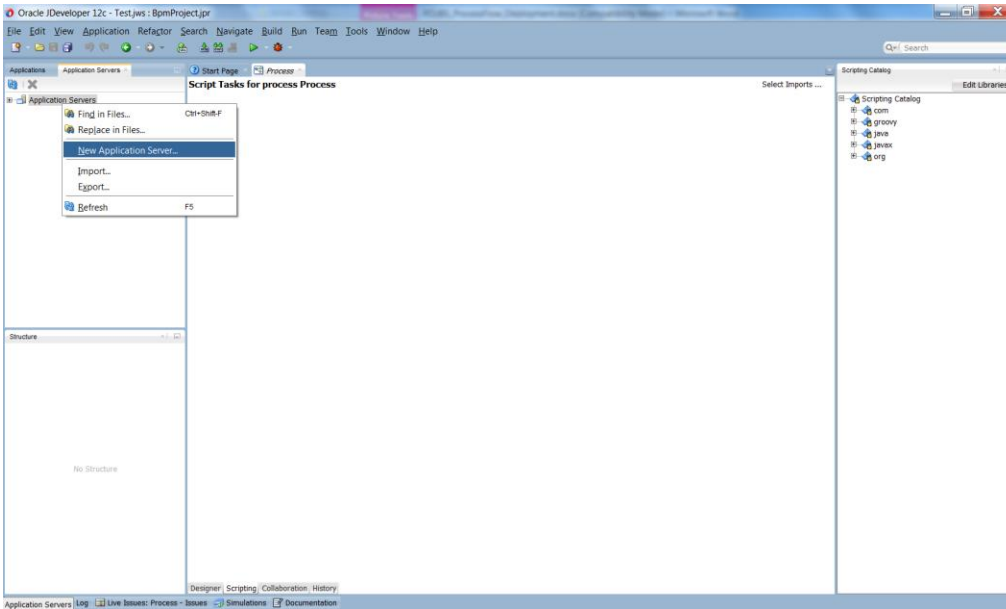 Oracle JDeveloper 12c - Test.jws : BpmProject.jpr
File Edit View Application Refactor Search Navigate Build Run Team Tools Window Help
Search
Applications Application Servers Start Page Process Scripting Catalog
Script Tasks for process Process Select Imports ... Edit Libraries
Application Servers
Find in Files... Ctrl+Shift-F
Replace in Files...
New Application Server...
Import...
Export...
Refresh F5
Scripting Catalog
com
groovy
java
javax
org
Structure
No Structure
Designer Scripting Collaboration History
Application Servers Log Live Issues: Process - Issues Simulations Documentation